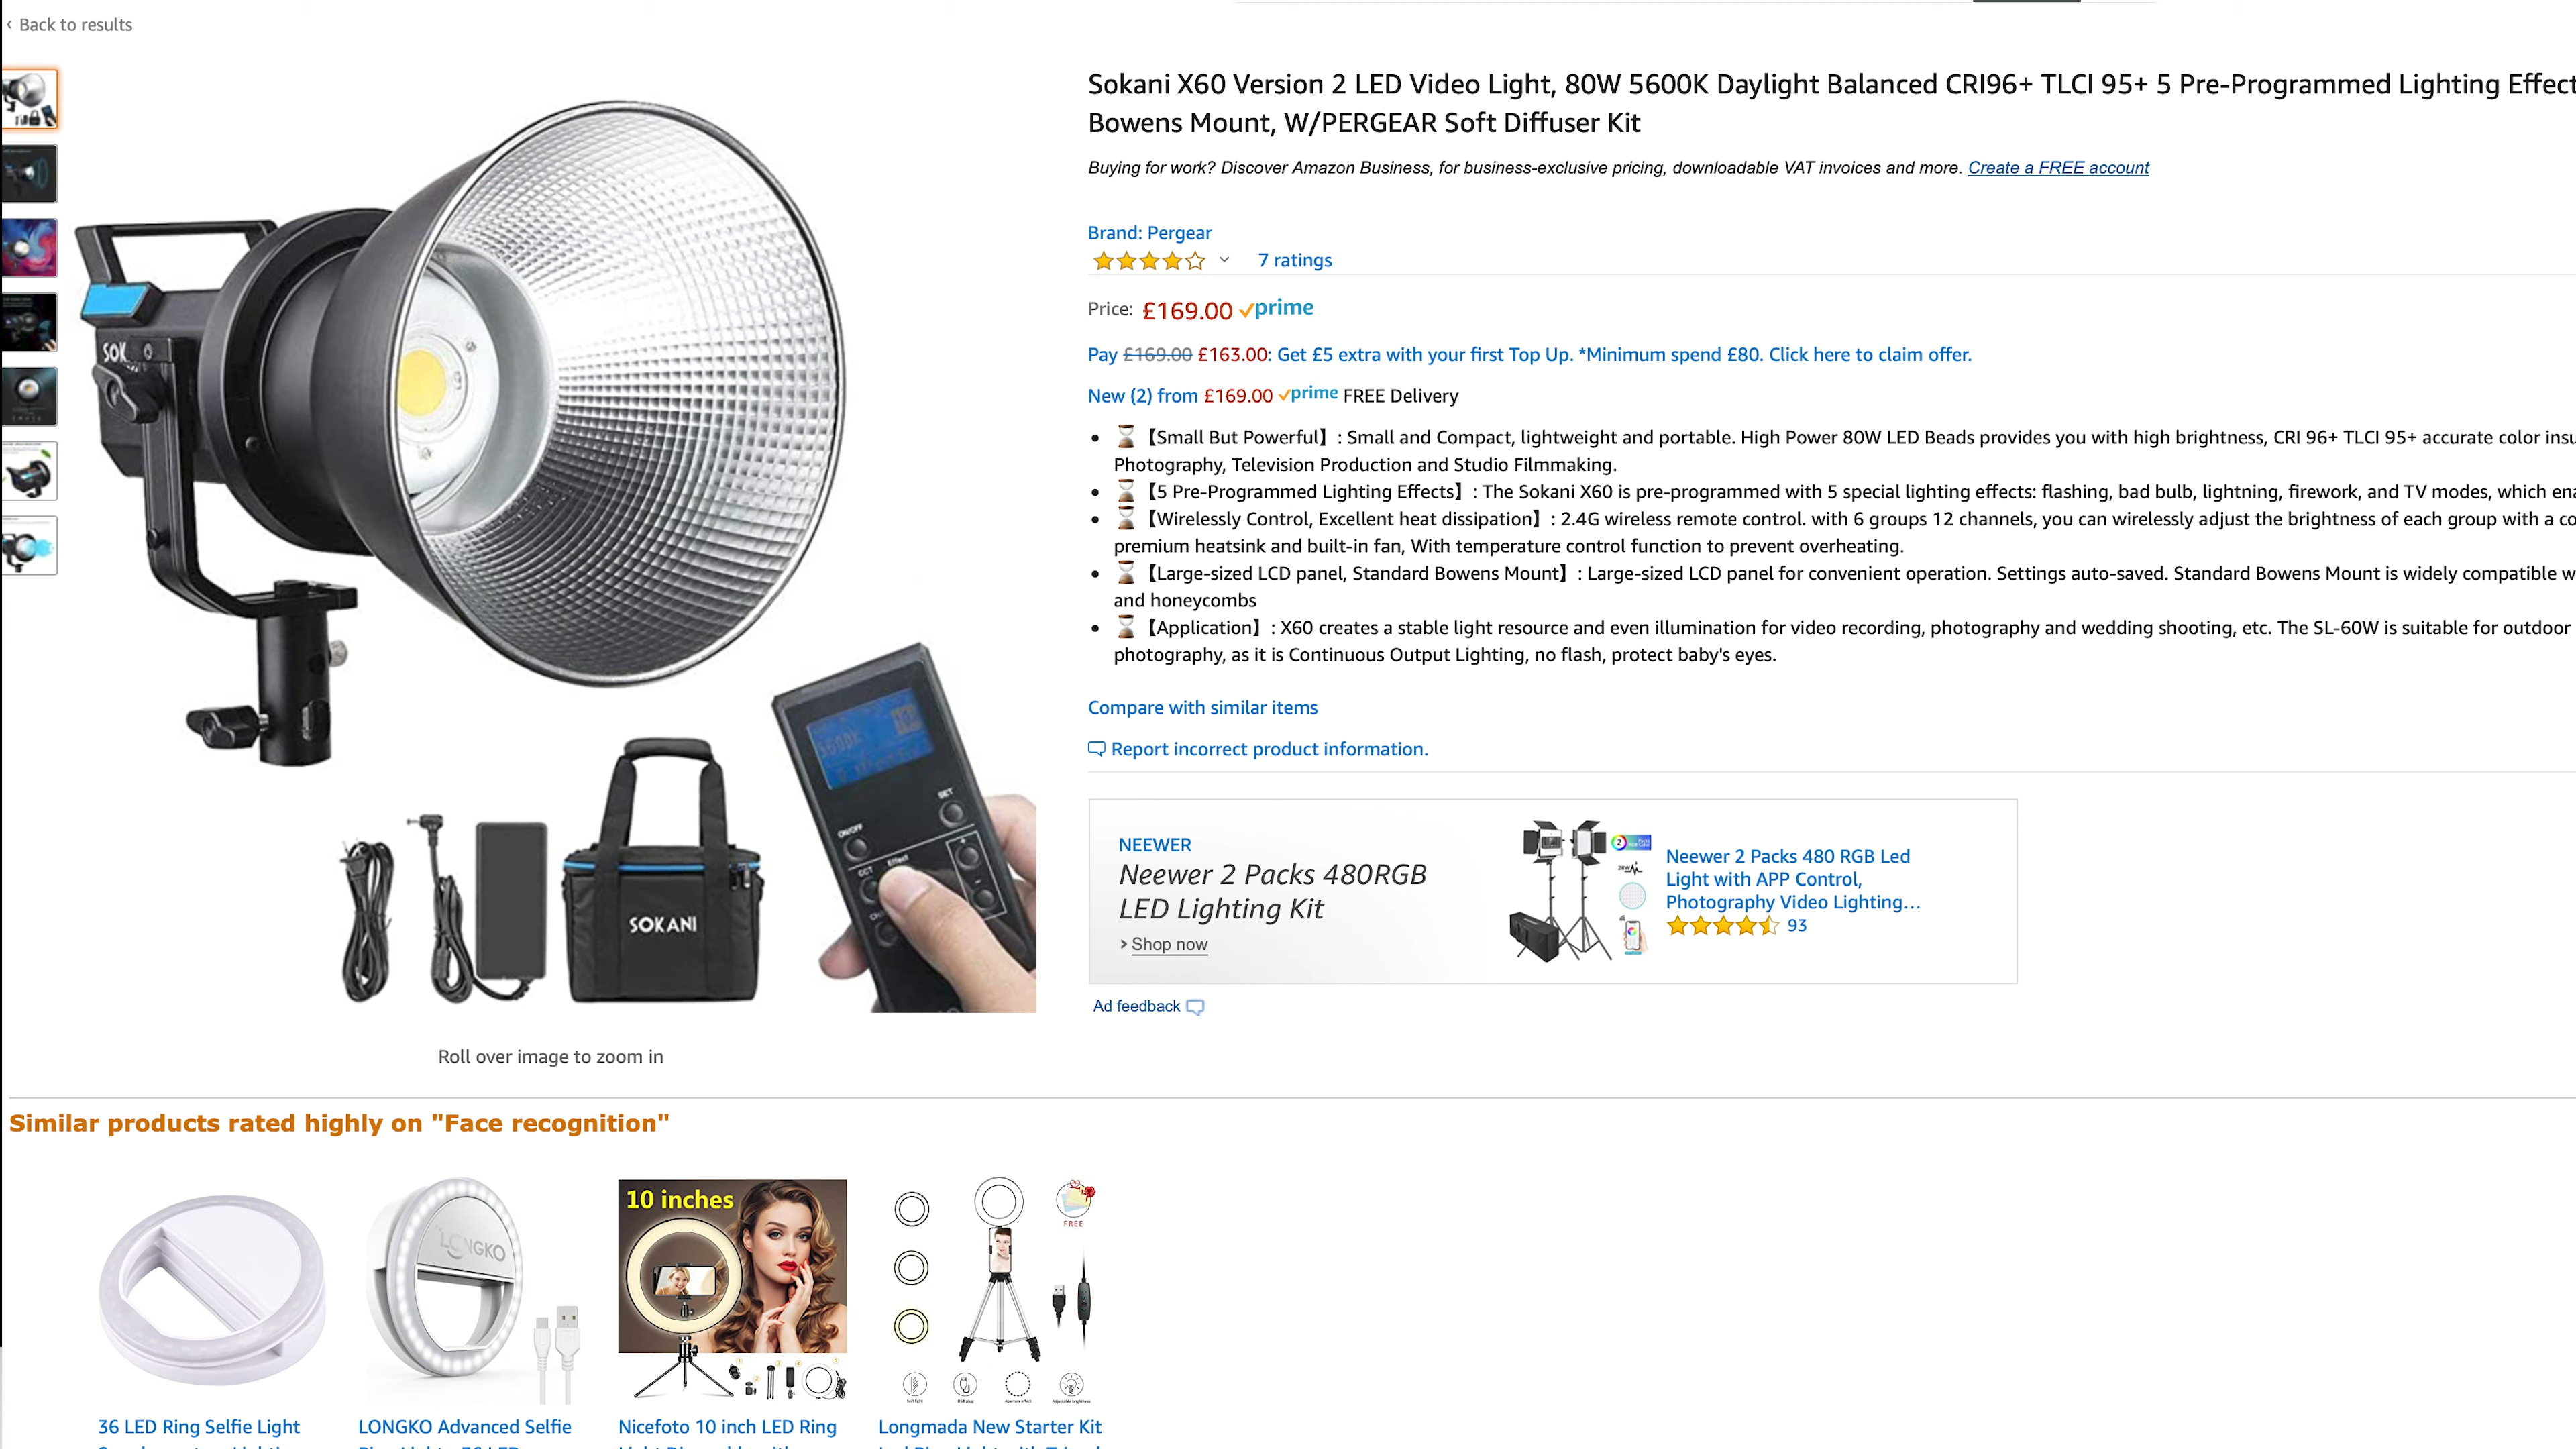 ‹ Back to results
Sokani X60 Version 2 LED Video Light, 80W 5600K Daylight Balanced CRI96+ TLCI 95+ 5 Pre-Programmed Lighting Effect
Bowens Mount, W/PERGEAR Soft Diffuser Kit
Buying for work? Discover Amazon Business, for business-exclusive pricing, downloadable VAT invoices and more. Create a FREE account
Brand: Pergear
7 ratings
Price: £169.00 prime
Pay £169.00 £163.00: Get £5 extra with your first Top Up. *Minimum spend £80. Click here to claim offer.
New (2) from £169.00 prime FREE Delivery
• ⌛【Small But Powerful】: Small and Compact, lightweight and portable. High Power 80W LED Beads provides you with high brightness, CRI 96+ TLCI 95+ accurate color insu
Photography, Television Production and Studio Filmmaking.
• ⌛【5 Pre-Programmed Lighting Effects】: The Sokani X60 is pre-programmed with 5 special lighting effects: flashing, bad bulb, lightning, firework, and TV modes, which ena
• ⌛【Wirelessly Control, Excellent heat dissipation】: 2.4G wireless remote control. with 6 groups 12 channels, you can wirelessly adjust the brightness of each group with a co
premium heatsink and built-in fan, With temperature control function to prevent overheating.
• ⌛【Large-sized LCD panel, Standard Bowens Mount】: Large-sized LCD panel for convenient operation. Settings auto-saved. Standard Bowens Mount is widely compatible w
and honeycombs
• ⌛【Application】: X60 creates a stable light resource and even illumination for video recording, photography and wedding shooting, etc. The SL-60W is suitable for outdoor
photography, as it is Continuous Output Lighting, no flash, protect baby's eyes.
Compare with similar items
Report incorrect product information.
NEEWER
Neewer 2 Packs 480RGB
LED Lighting Kit
› Shop now
Neewer 2 Packs 480 RGB Led
Light with APP Control,
Photography Video Lighting…
93
Ad feedback
SOK
5600K
SET
ON/OFF
Effect
CCT
SOKANI
Roll over image to zoom in
Similar products rated highly on "Face recognition"
10 inches
LONGKO
FREE
Soft light
USB plug
Aperture effect
Adjustable brightness
36 LED Ring Selfie Light
LONGKO Advanced Selfie
Nicefoto 10 inch LED Ring
Longmada New Starter Kit